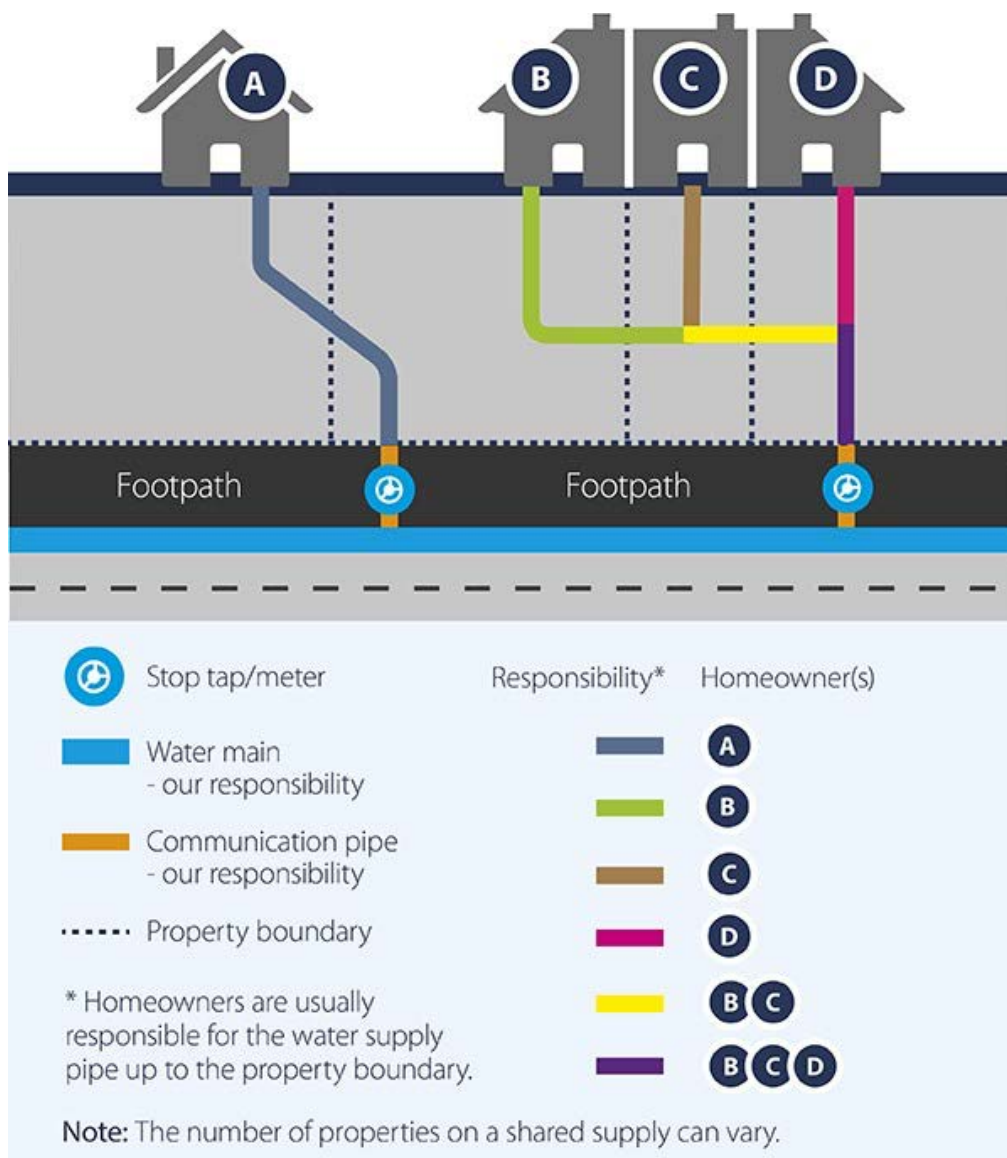 A
B
C
D
Footpath
Footpath
Stop tap/meter
Water main
- our responsibility
Communication pipe
- our responsibility
Property boundary
* Homeowners are usually
responsible for the water supply
pipe up to the property boundary.
Responsibility* Homeowner(s)
A
B
C
D
B C
B C D
Note: The number of properties on a shared supply can vary.